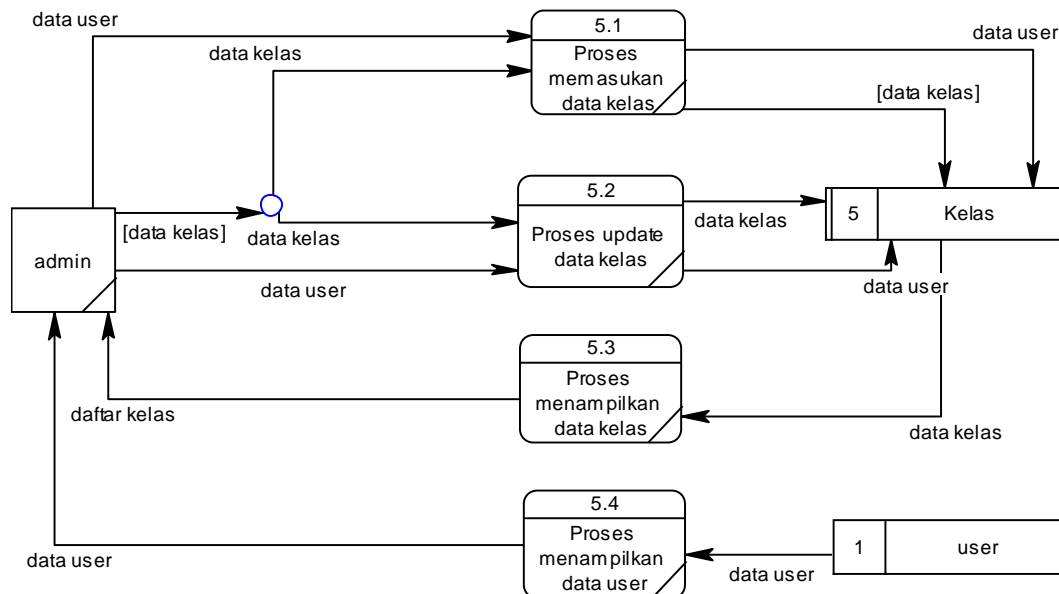 data user
data kelas
5.1
Proses
memasukan
data kelas
data user
[data kelas]
[data kelas]
data kelas
5.2
Proses update
data kelas
data kelas
5
Kelas
admin
data user
data user
5.3
Proses
menampilkan
data kelas
daftar kelas
data kelas
5.4
Proses
menampilkan
data user
data user
data user
1
user